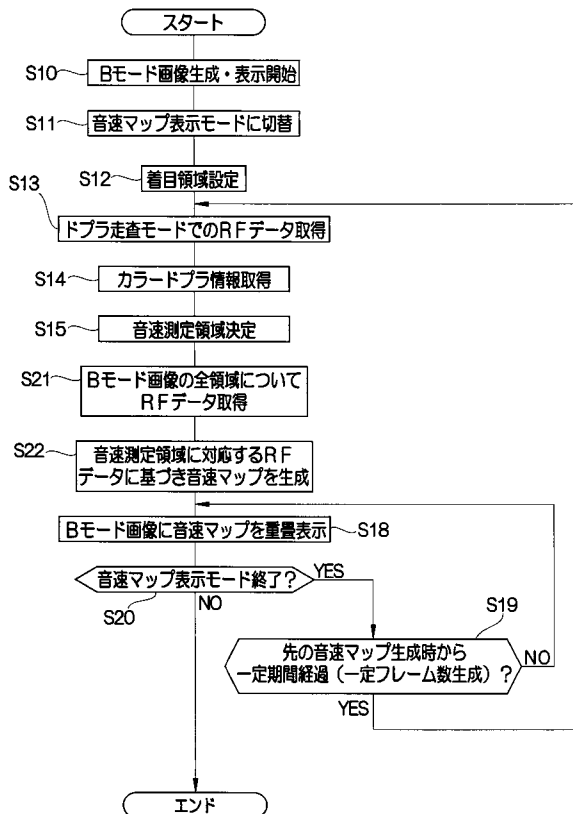 スタート
S10
Bモード画像生成・表示開始
S11
音速マップ表示モードに切替
S12
着目領域設定
S13
ドプラ走査モードでのRFデータ取得
S14
カラードプラ情報取得
S15
音速測定領域決定
S21
Bモード画像の全領域について
RFデータ取得
S22
音速測定領域に対応するRF
データに基づき音速マップを生成
Bモード画像に音速マップを重畳表示
S18
音速マップ表示モード終了?
YES
NO
S20
S19
先の音速マップ生成時から
一定期間経過(一定フレーム数生成)?
NO
YES
エンド